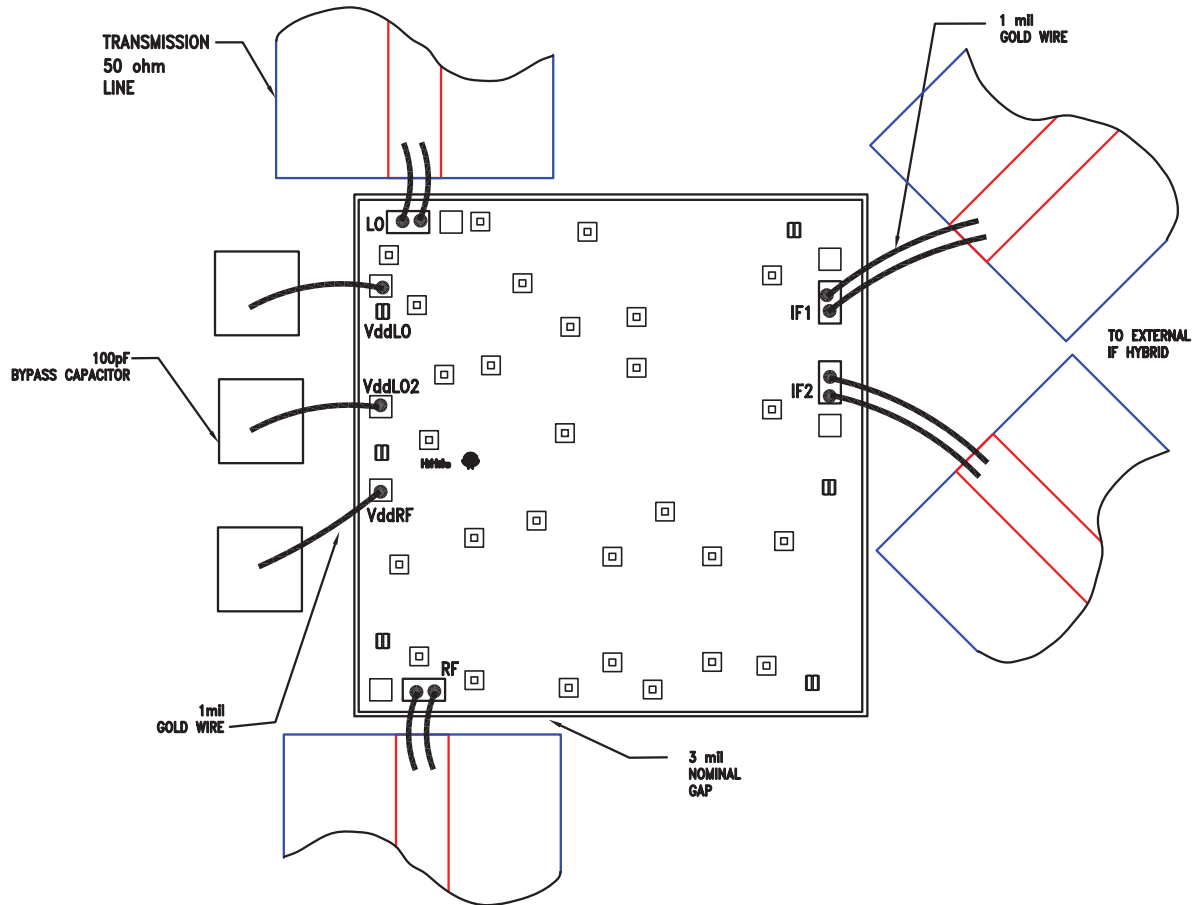 TRANSMISSION
50 ohm
LINE
1 mil
GOLD WIRE
LO
VddLO
IF1
TO EXTERNAL
IF HYBRID
100pF
BYPASS CAPACITOR
VddLO2
IF2
VddRF
RF
1mil
GOLD WIRE
3 mil
NOMINAL
GAP